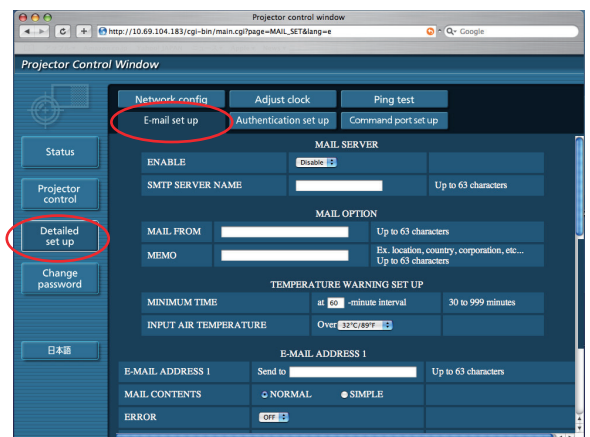 Projector control window
http://10.69.104.183/cgi-bin/main.cgi?page=MAIL_SET&lang=e
Google
Projector Control Window
Network config
Adjust clock
Ping test
E-mail set up
Authentication set up
Command port set up
Status
Projector control
Detailed set up
Change password
日本語
MAIL SERVER
ENABLE Disable
SMTP SERVER NAME Up to 63 characters
MAIL OPTION
MAIL FROM Up to 63 characters
MEMO Ex. location, country, corporation, etc...
Up to 63 characters
TEMPERATURE WARNING SET UP
MINIMUM TIME at 60 -minute interval 30 to 999 minutes
INPUT AIR TEMPERATURE Over 32°C/89°F
E-MAIL ADDRESS 1
E-MAIL ADDRESS 1 Send to Up to 63 characters
MAIL CONTENTS NORMAL SIMPLE
ERROR OFF